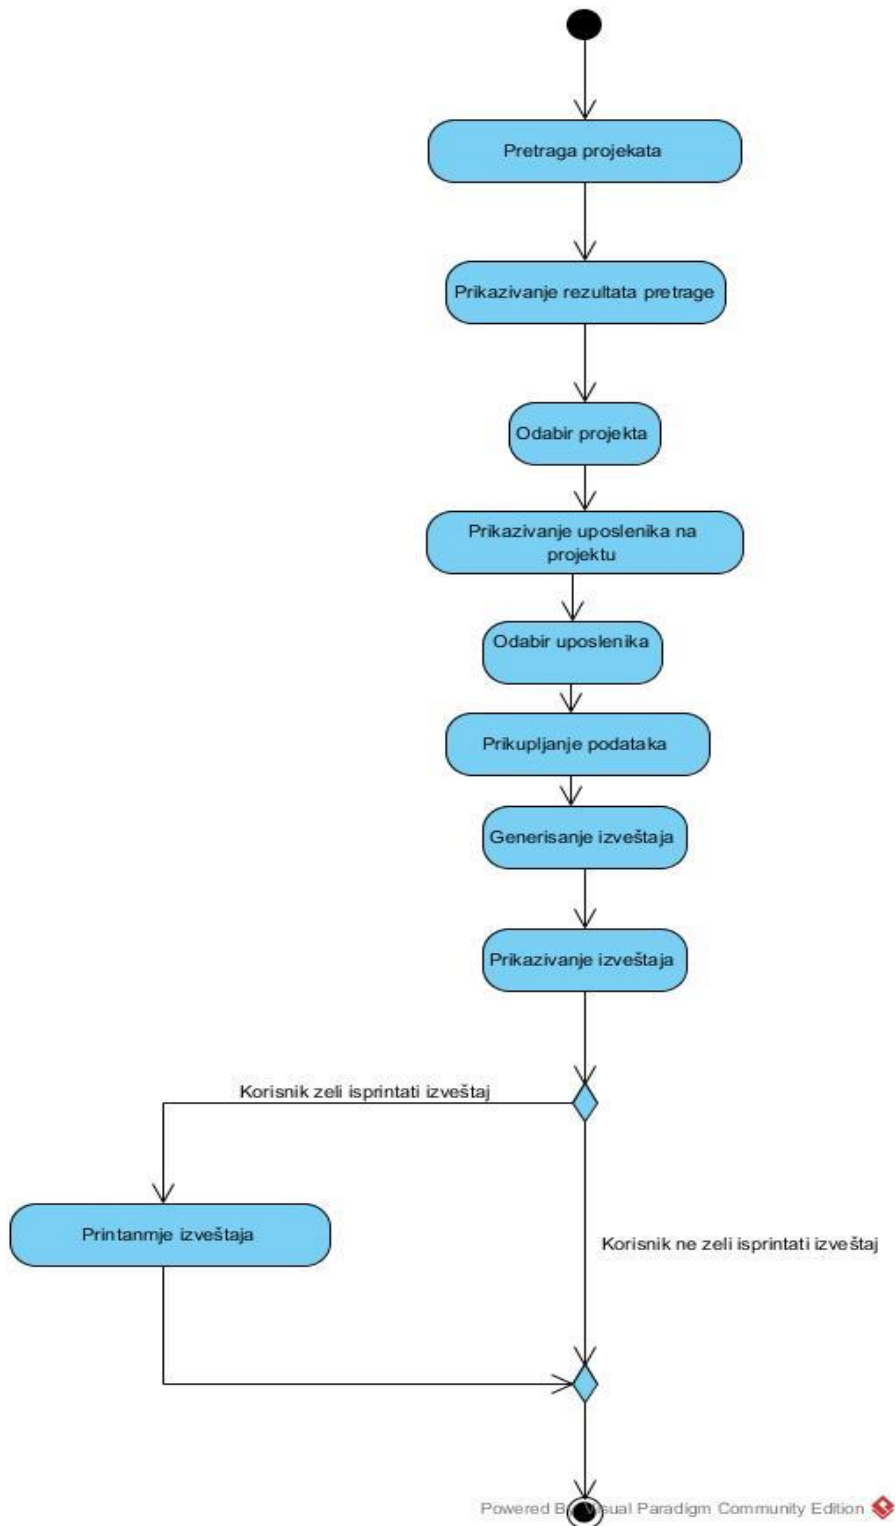 Pretraga projekata
Prikazivanje rezultata pretrage
Odabir projekta
Prikazivanje uposlenika na
projektu
Odabir uposlenika
Prikupljanje podataka
Generisanje izveštaja
Prikazivanje izveštaja
Korisnik zeli isprintati izveštaj
Printanmje izveštaja
Korisnik ne zeli isprintati izveštaj
Powered By Visual Paradigm Community Edition